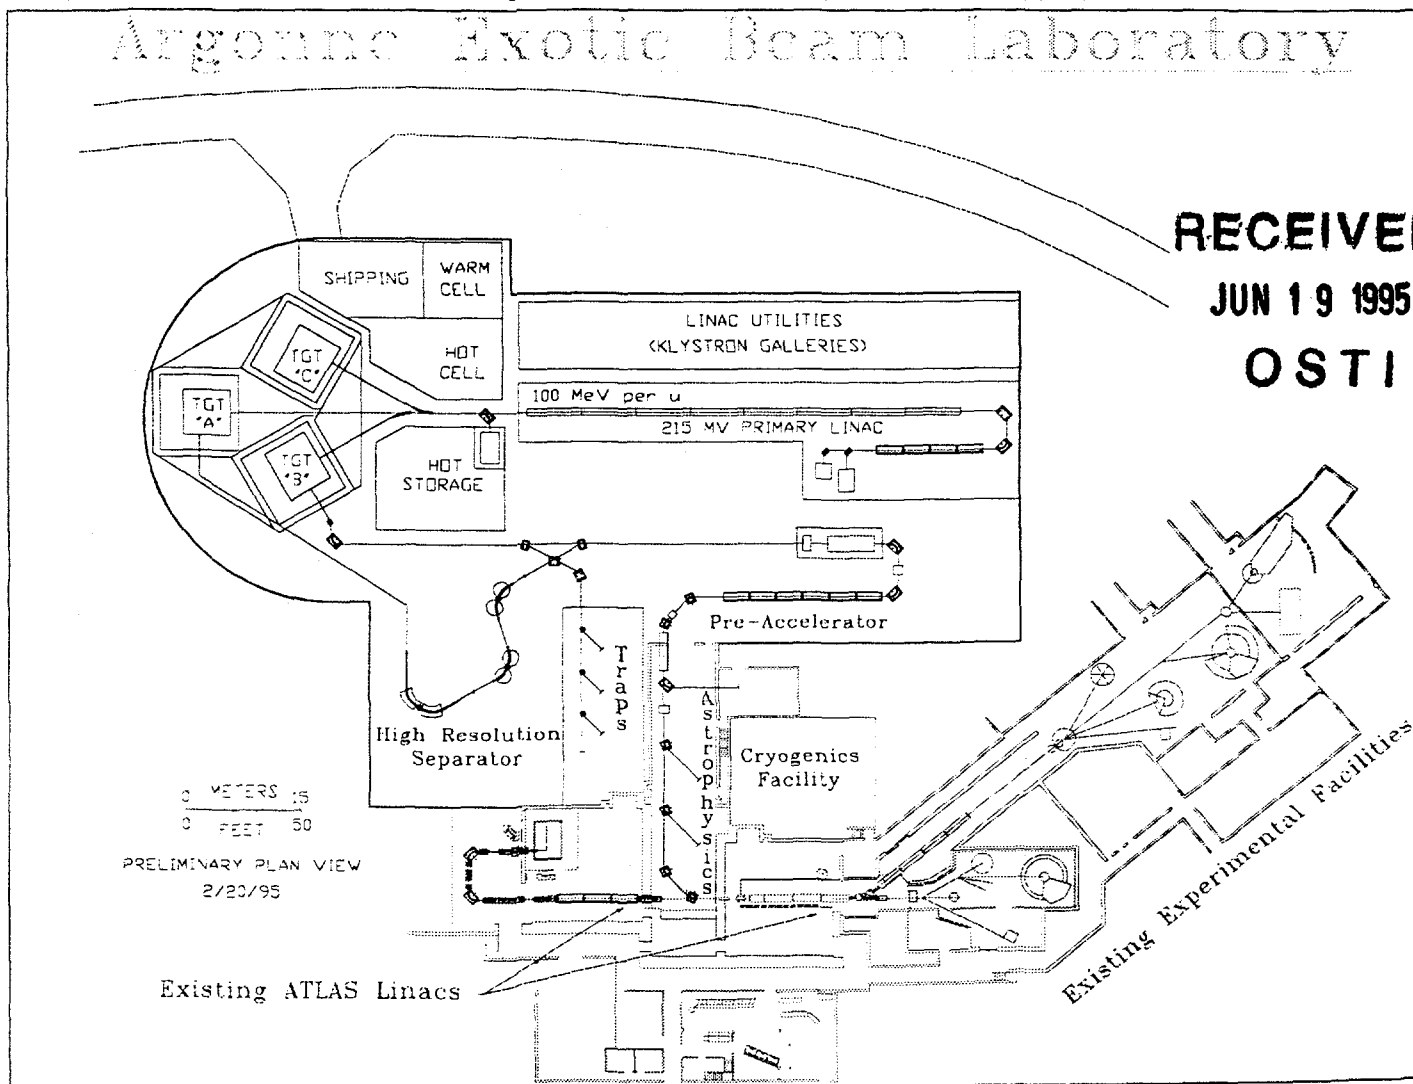 Argonne Exotic Beam Laboratory
RECEIVE
JUN 19 1995
OSTI
SHIPPING
WARM
CELL
LINAC UTILITIES
(KLYSTRON GALLERIES)
HOT
CELL
TGT
"C"
TGT
"A"
TGT
"B"
100 MeV per u
215 MV PRIMARY LINAC
HOT
STORAGE
Pre-Accelerator
Traps
Astrophysics
High Resolution
Separator
Cryogenics
Facility
0 METERS 15
0 FEET 50
PRELIMINARY PLAN VIEW
2/20/95
Existing ATLAS Linacs
Existing Experimental Facilities